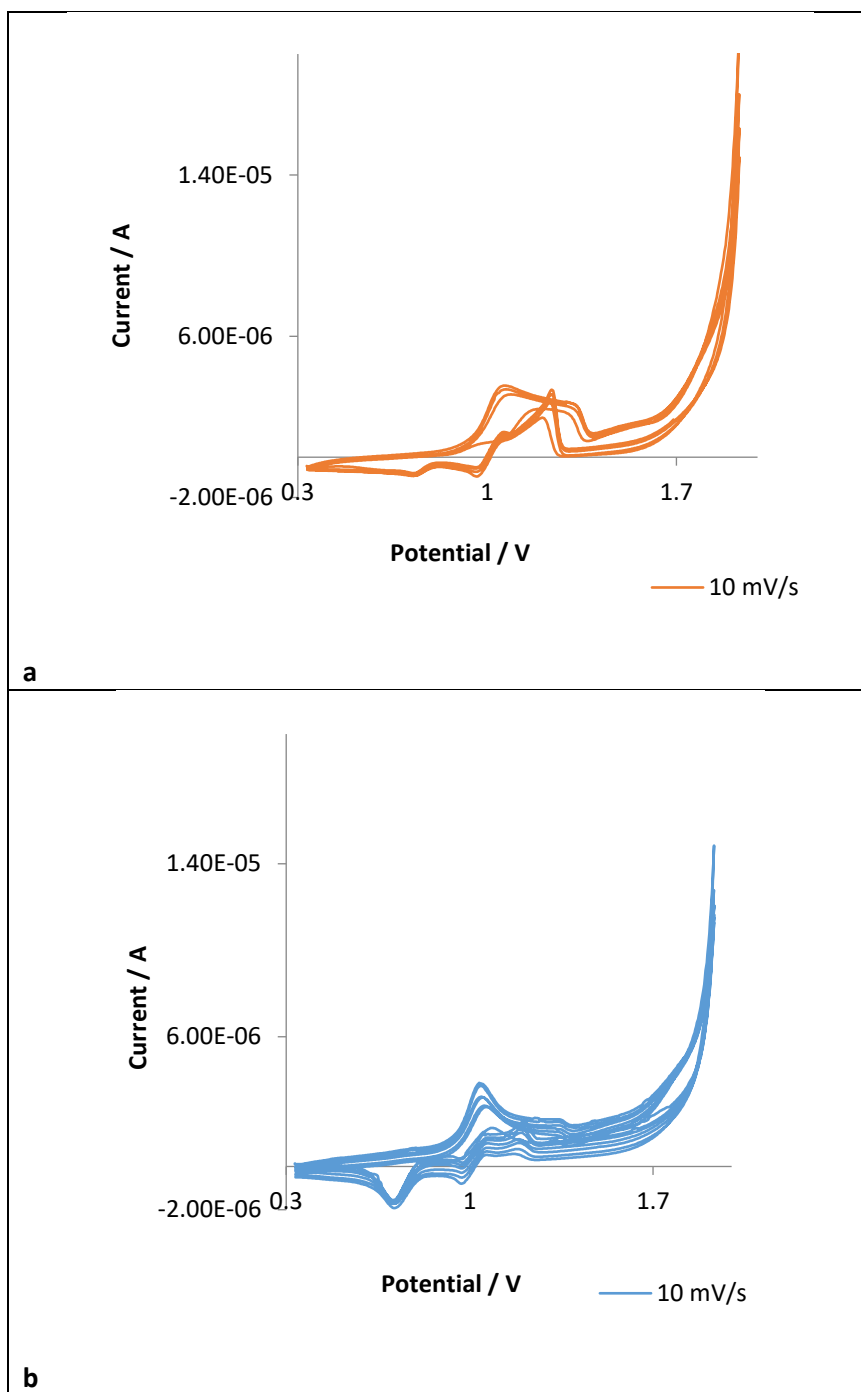 1.40E-05
6.00E-06
-2.00E-06
0.3
1
1.7
Current / A
Potential / V
10 mV/s
a
1.40E-05
6.00E-06
-2.00E-06
0.3
1
1.7
Current / A
Potential / V
10 mV/s
b